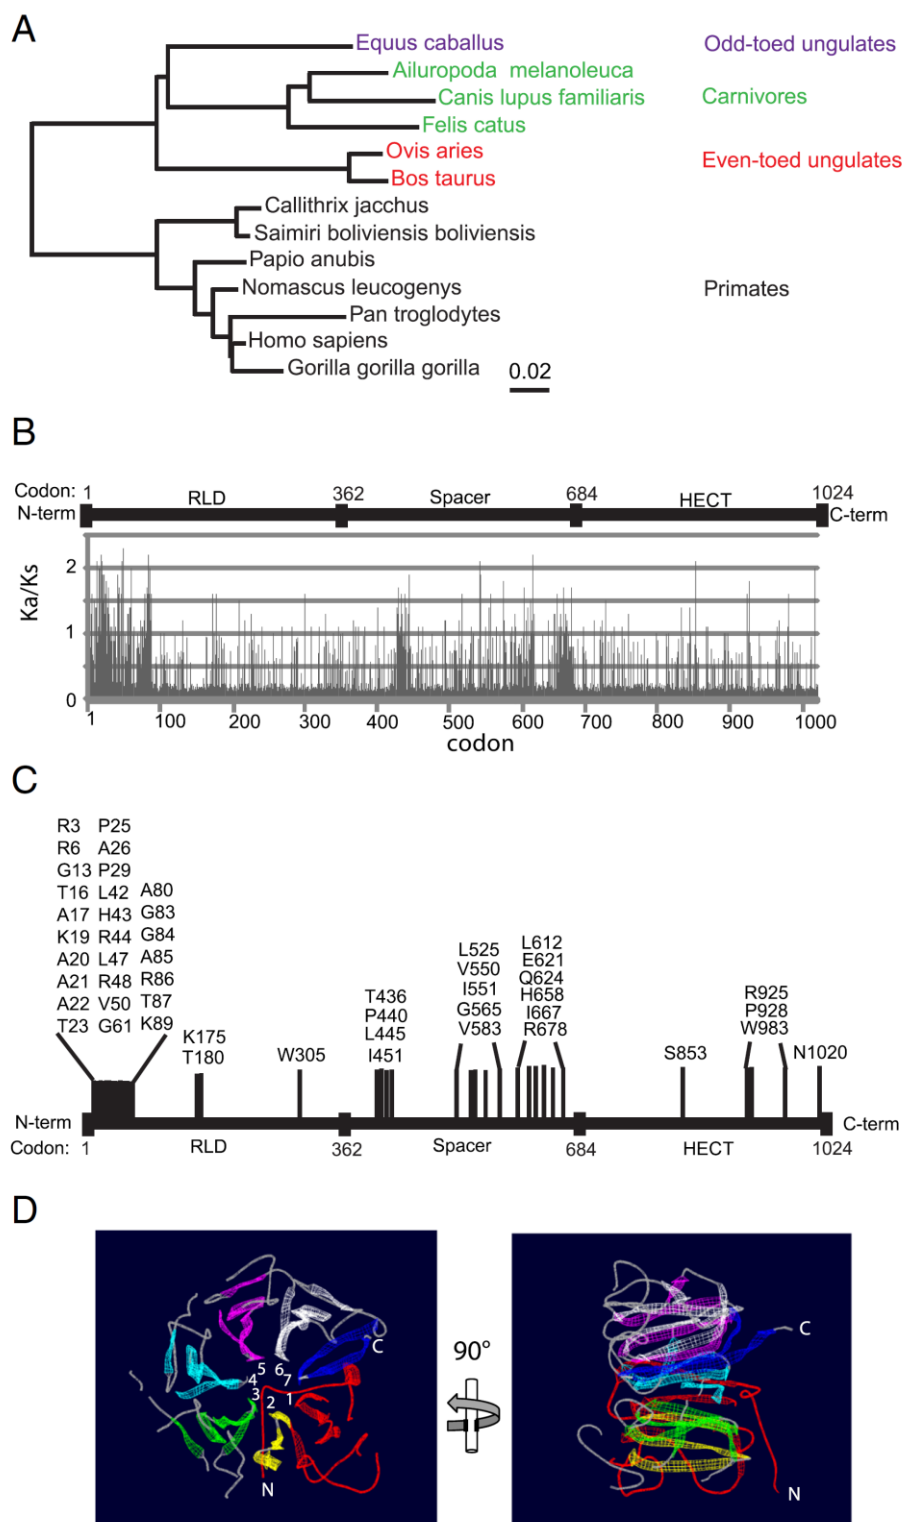 A
Equus caballus Odd-toed ungulates
Ailuropoda melanoleuca
Canis lupus familiaris Carnivores
Felis catus
Ovis aries Even-toed ungulates
Bos taurus
Callithrix jacchus
Saimiri boliviensis boliviensis
Papio anubis
Nomascus leucogenys Primates
Pan troglodytes
Homo sapiens
Gorilla gorilla gorilla 0.02
B
Codon: 1 RLD 362 Spacer 684 HECT 1024
N-term C-term
Ka/Ks
2
1
0
1 100 200 300 400 500 600 700 800 900 1000
codon
C
R3 P25
R6 A26
G13 P29
T16 L42 A80
A17 H43 G83
K19 R44 G84
A20 L47 A85
A21 R48 R86
A22 V50 T87
T23 G61 K89
K175
T180
W305
T436
P440
L445
I451
L525
V550
I551
G565
V583
L612
E621
Q624
H658
I667
R678
S853
R925
P928
W983
N1020
N-term C-term
Codon: 1 RLD 362 Spacer 684 HECT 1024
D
5 6
4 7
3 2 1
C
N
90°
C
N